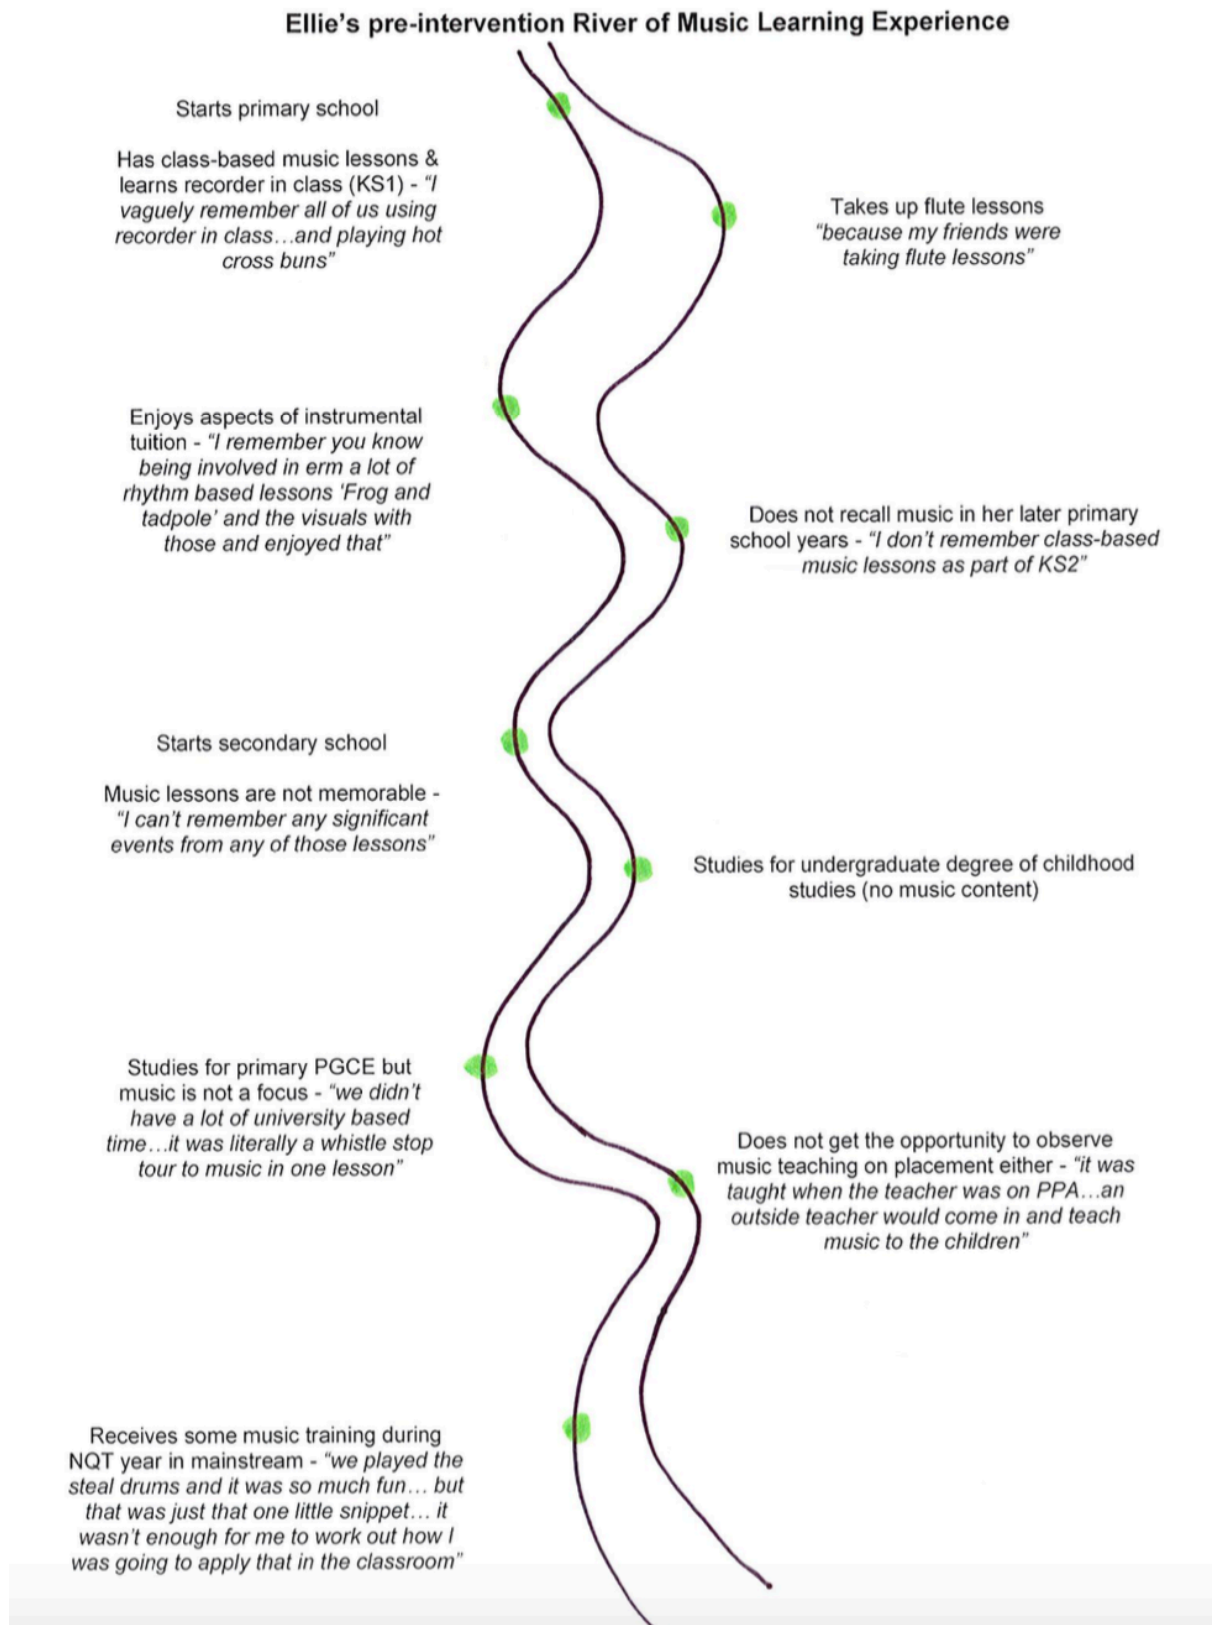 Ellie’s pre-intervention River of Music Learning Experience
Starts primary school
Has class-based music lessons &
learns recorder in class (KS1) - “I
vaguely remember all of us using
recorder in class…and playing hot
cross buns”
Takes up flute lessons
“because my friends were
taking flute lessons”
Enjoys aspects of instrumental
tuition - “I remember you know
being involved in erm a lot of
rhythm based lessons ‘Frog and
tadpole’ and the visuals with
those and enjoyed that”
Does not recall music in her later primary
school years - “I don’t remember class-based
music lessons as part of KS2”
Starts secondary school
Music lessons are not memorable -
“I can’t remember any significant
events from any of those lessons”
Studies for undergraduate degree of childhood
studies (no music content)
Studies for primary PGCE but
music is not a focus - “we didn’t
have a lot of university based
time…it was literally a whistle stop
tour to music in one lesson”
Does not get the opportunity to observe
music teaching on placement either - “it was
taught when the teacher was on PPA…an
outside teacher would come in and teach
music to the children”
Receives some music training during
NQT year in mainstream - “we played the
steal drums and it was so much fun… but
that was just that one little snippet… it
wasn’t enough for me to work out how I
was going to apply that in the classroom”